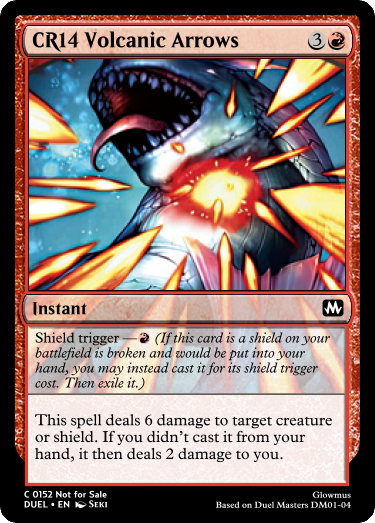 CR14 Volcanic Arrows 3
Instant
Shield trigger — (If this card is a shield on your
battlefield is broken and would be put into your
hand, you may instead cast it for its shield trigger
cost. Then exile it.)
This spell deals 6 damage to target creature
or shield. If you didn't cast it from your
hand, it then deals 2 damage to you.
C 0152 Not for Sale
DUEL • EN Seki
Glowmus
Based on Duel Masters DM01-04